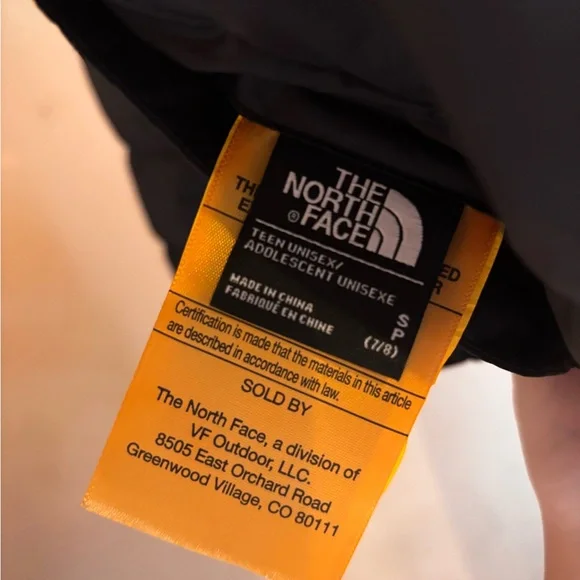 THE
NORTH
FACE
®
TEEN UNISEX/
ADOLESCENT UNISEXE
MADE IN CHINA
FABRIQUÉ EN CHINE
S
P
(7/8)
Certification is made that the materials in this article
are described in accordance with law.
SOLD BY
The North Face, a division of
VF Outdoor, LLC.
8505 East Orchard Road
Greenwood Village, CO 80111